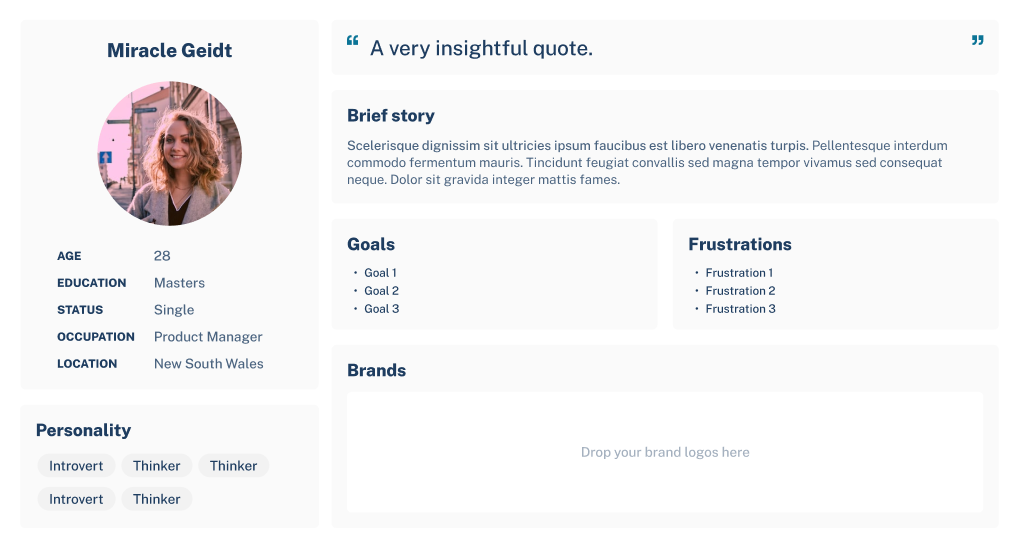 Miracle Geidt
AGE 28
EDUCATION Masters
STATUS Single
OCCUPATION Product Manager
LOCATION New South Wales
Personality
Introvert Thinker Thinker
Introvert Thinker
“ A very insightful quote. ”
Brief story
Scelerisque dignissim sit ultricies ipsum faucibus est libero venenatis turpis. Pellentesque interdum
commodo fermentum mauris. Tincidunt feugiat convallis sed magna tempor vivamus sed consequat
neque. Dolor sit gravida integer mattis fames.
Goals
• Goal 1
• Goal 2
• Goal 3
Frustrations
• Frustration 1
• Frustration 2
• Frustration 3
Brands
Drop your brand logos here